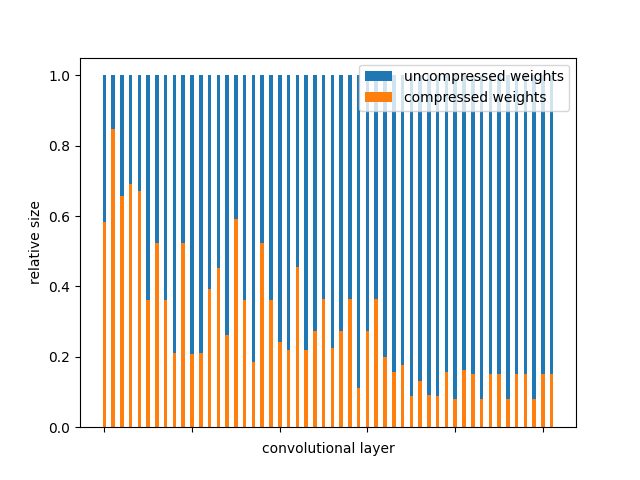 uncompressed weights
compressed weights
1.0
0.8
0.6
0.4
0.2
0.0
relative size
convolutional layer